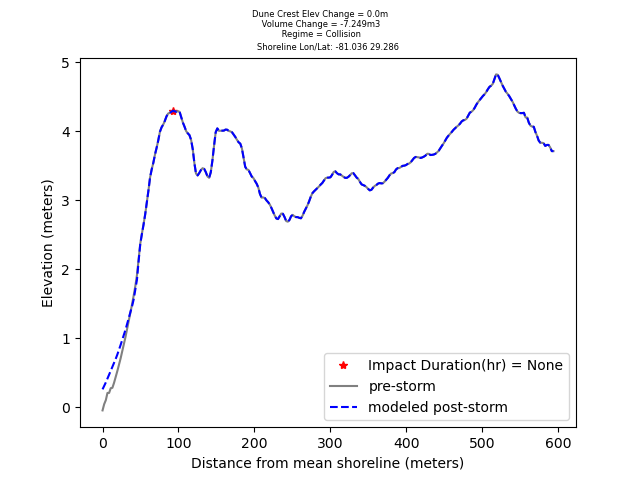 Dune Crest Elev Change = 0.0m
Volume Change = -7.249m3
Regime = Collision
Shoreline Lon/Lat: -81.036 29.286
5
4
3
2
1
0
Elevation (meters)
Impact Duration(hr) = None
pre-storm
modeled post-storm
0 100 200 300 400 500 600
Distance from mean shoreline (meters)